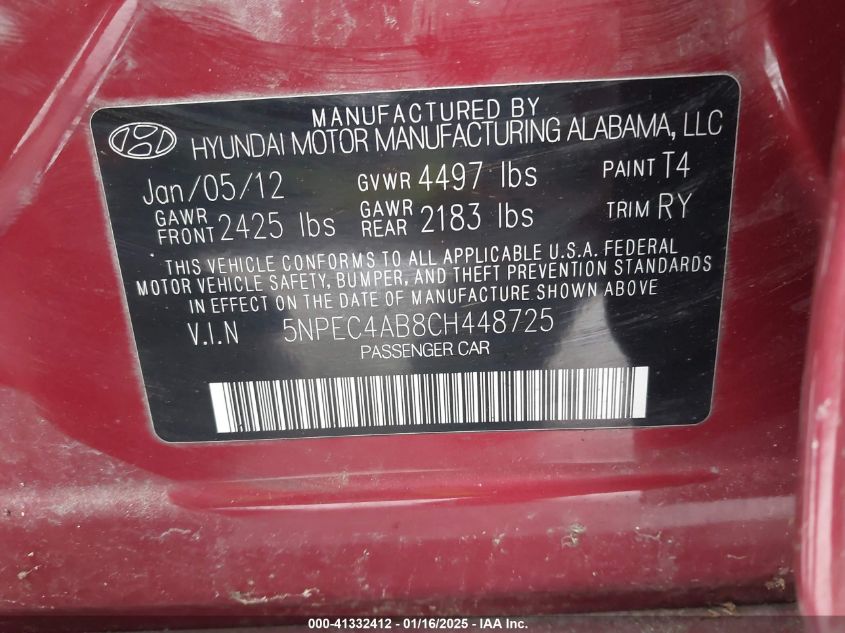 MANUFACTURED BY
HYUNDAI MOTOR MANUFACTURING ALABAMA, LLC
Jan/05/12 GVWR 4497 lbs PAINT T4
GAWR FRONT 2425 lbs GAWR REAR 2183 lbs TRIM RY
THIS VEHICLE CONFORMS TO ALL APPLICABLE U.S.A. FEDERAL
MOTOR VEHICLE SAFETY, BUMPER, AND THEFT PREVENTION STANDARDS
IN EFFECT ON THE DATE OF MANUFACTURE SHOWN ABOVE
V.I.N 5NPEC4AB8CH448725
PASSENGER CAR
000-41332412 - 01/16/2025 - IAA Inc.